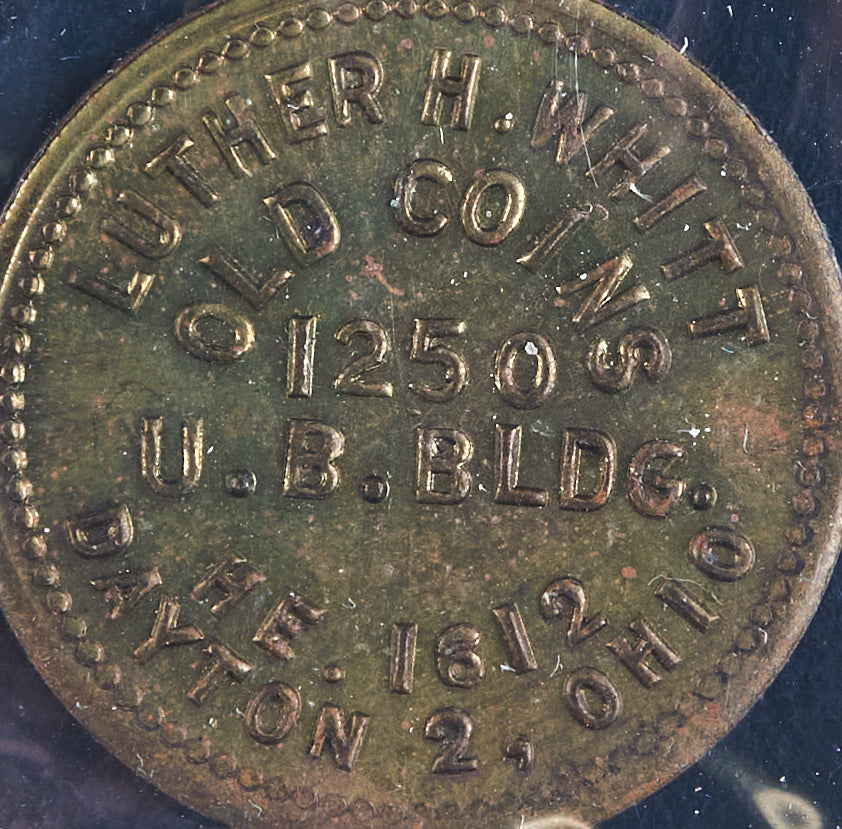 LUTHER H. WHITT
OLD COINS
1250
U.B. BLDG.
HE. 1612
DAYTON 2, OHIO